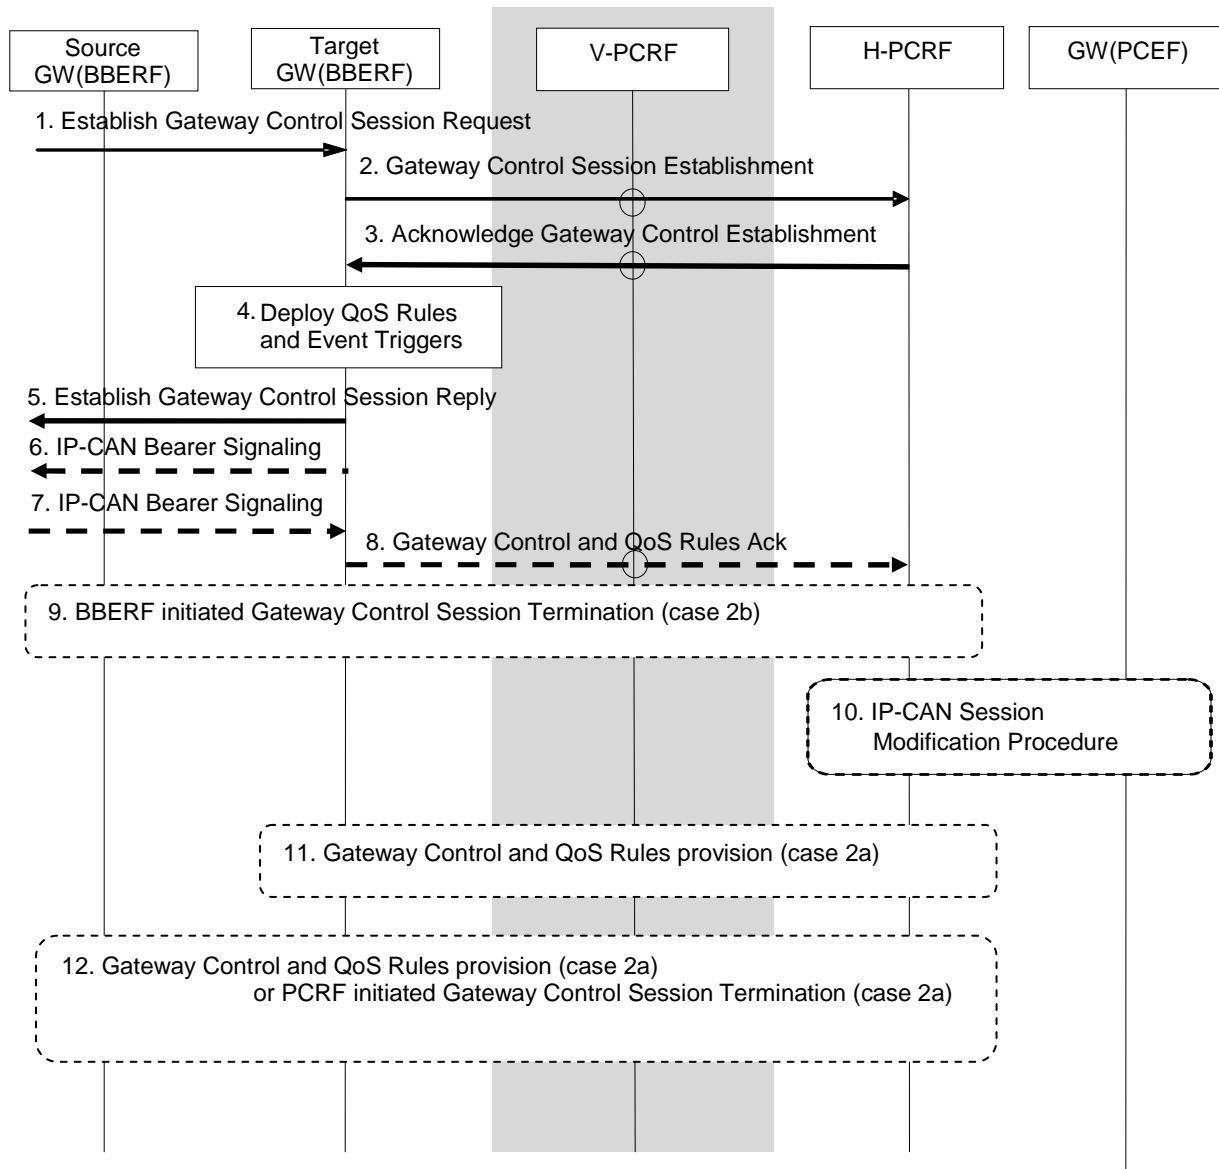 Source
GW(BBERF)
Target
GW(BBERF)
V-PCRF
H-PCRF
GW(PCEF)
1. Establish Gateway Control Session Request
2. Gateway Control Session Establishment
3. Acknowledge Gateway Control Establishment
4. Deploy QoS Rules
and Event Triggers
5. Establish Gateway Control Session Reply
6. IP-CAN Bearer Signaling
7. IP-CAN Bearer Signaling
8. Gateway Control and QoS Rules Ack
9. BBERF initiated Gateway Control Session Termination (case 2b)
10. IP-CAN Session
Modification Procedure
11. Gateway Control and QoS Rules provision (case 2a)
12. Gateway Control and QoS Rules provision (case 2a)
or PCRF initiated Gateway Control Session Termination (case 2a)